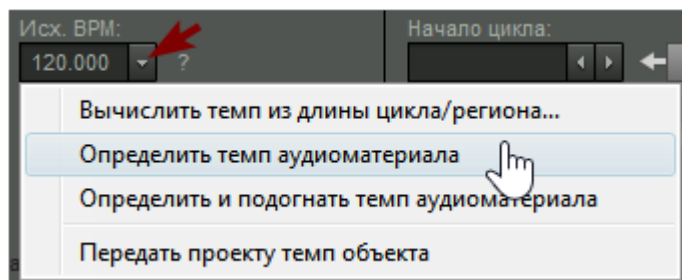 Исх. BPM:
Начало цикла:
120.000
?
Вычислить темп из длины цикла/региона...
Определить темп аудиоматериала
Определить и подогнать темп аудиоматериала
Передать проекту темп объекта